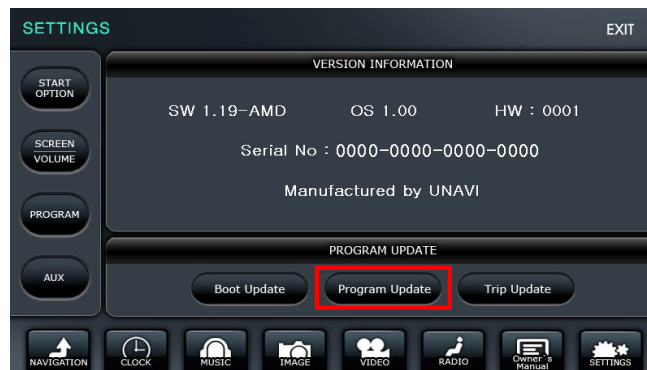 SETTINGS
EXIT
VERSION INFORMATION
START
OPTION
SW 1.19-AMD OS 1.00 HW : 0001
SCREEN
VOLUME
Serial No : 0000-0000-0000-0000
Manufactured by UNAVI
PROGRAM
PROGRAM UPDATE
AUX
Boot Update
Program Update
Trip Update
NAVIGATION
CLOCK
MUSIC
IMAGE
VIDEO
RADIO
Owner's
Manual
SETTINGS